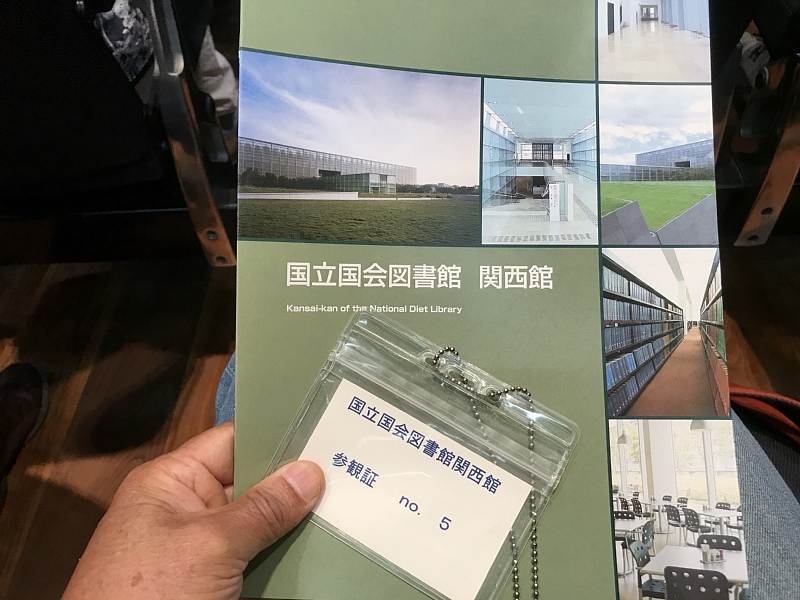 国立国会図書館 関西館
Kansai-kan of the National Diet Library
国立国会図書館関西館
参観証 no. 5